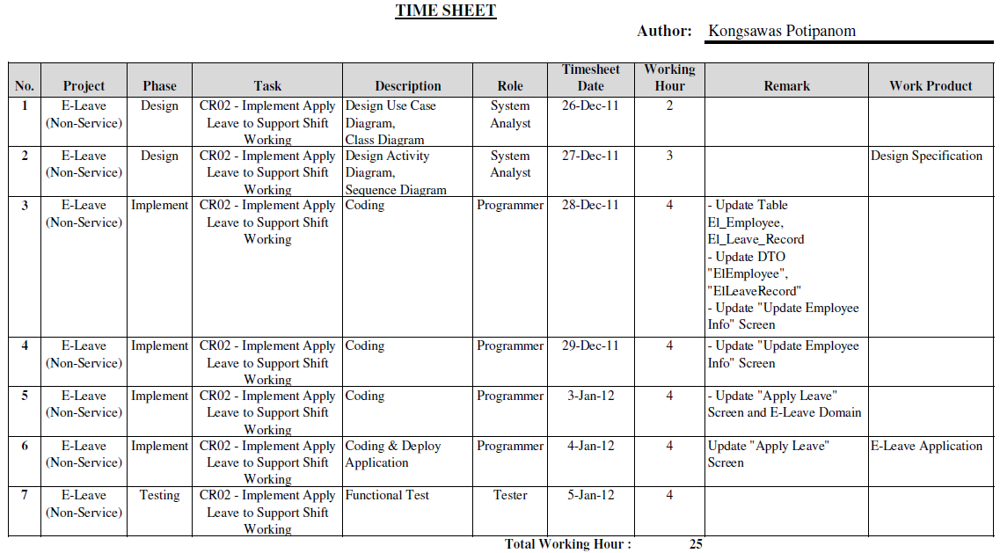 TIME SHEET
Author: Kongsawas Potipanom
No. Project Phase Task Description Role Timesheet Date Working Hour Remark Work Product
1 E-Leave Design CR02 - Implement Apply Design Use Case System 26-Dec-11 2
(Non-Service) Leave to Support Shift Diagram, Analyst
Working Class Diagram
2 E-Leave Design CR02 - Implement Apply Design Activity System 27-Dec-11 3 Design Specification
(Non-Service) Leave to Support Shift Diagram, Analyst
Working Sequence Diagram
3 E-Leave Implement CR02 - Implement Apply Coding Programmer 28-Dec-11 4 - Update Table
(Non-Service) Leave to Support Shift El_Employee,
Working El_Leave_Record
- Update DTO
"ElEmployee",
"ElLeaveRecord"
- Update "Update Employee
Info" Screen
4 E-Leave Implement CR02 - Implement Apply Coding Programmer 29-Dec-11 4 - Update "Update Employee
(Non-Service) Leave to Support Shift Info" Screen
Working
5 E-Leave Implement CR02 - Implement Apply Coding Programmer 3-Jan-12 4 - Update "Apply Leave"
(Non-Service) Leave to Support Shift Screen and E-Leave Domain
Working
6 E-Leave Implement CR02 - Implement Apply Coding & Deploy Programmer 4-Jan-12 4 Update "Apply Leave" E-Leave Application
(Non-Service) Leave to Support Shift Application Screen
Working
7 E-Leave Testing CR02 - Implement Apply Functional Test Tester 5-Jan-12 4
(Non-Service) Leave to Support Shift
Working
Total Working Hour : 25